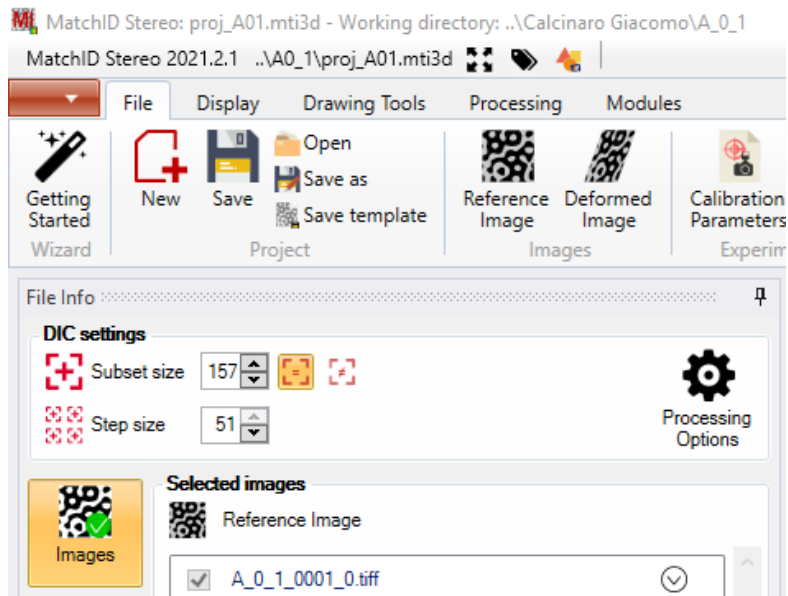 MatchID Stereo: proj_A01.mti3d - Working directory: ..\Calcinaro Giacomo\A_0_1
MatchID Stereo 2021.2.1 ..\A0_1\proj_A01.mti3d
File Display Drawing Tools Processing Modules
Getting Started
New
Save
Open
Save as
Save template
Reference Image
Deformed Image
Calibration Parameters
Wizard Project Images Experim
File Info
DIC settings
Subset size 157
Step size 51
Processing Options
Images
Selected images
Reference Image
A_0_1_0001_0.tiff